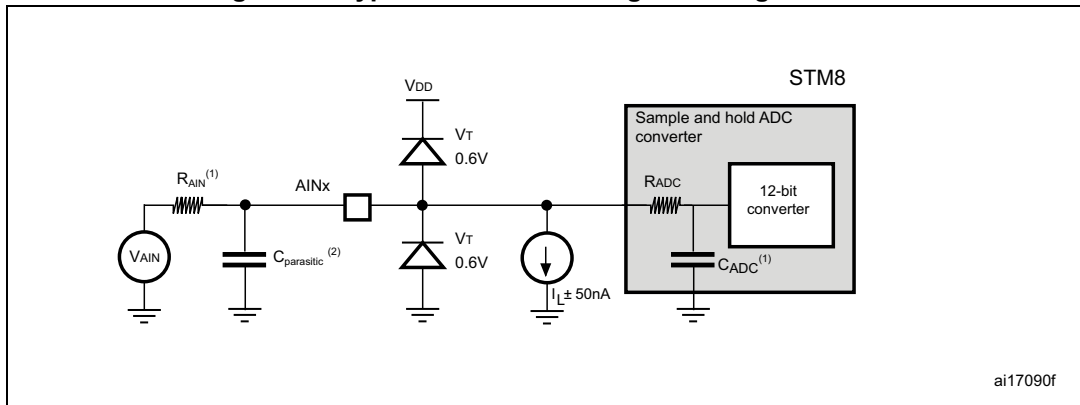 STM8
VDD
Sample and hold ADC
converter
VT
0.6V
RAIN(1)
AINx
RADC
12-bit
converter
VAIN
Cparasitic(2)
VT
0.6V
CADC(1)
IL± 50nA
ai17090f